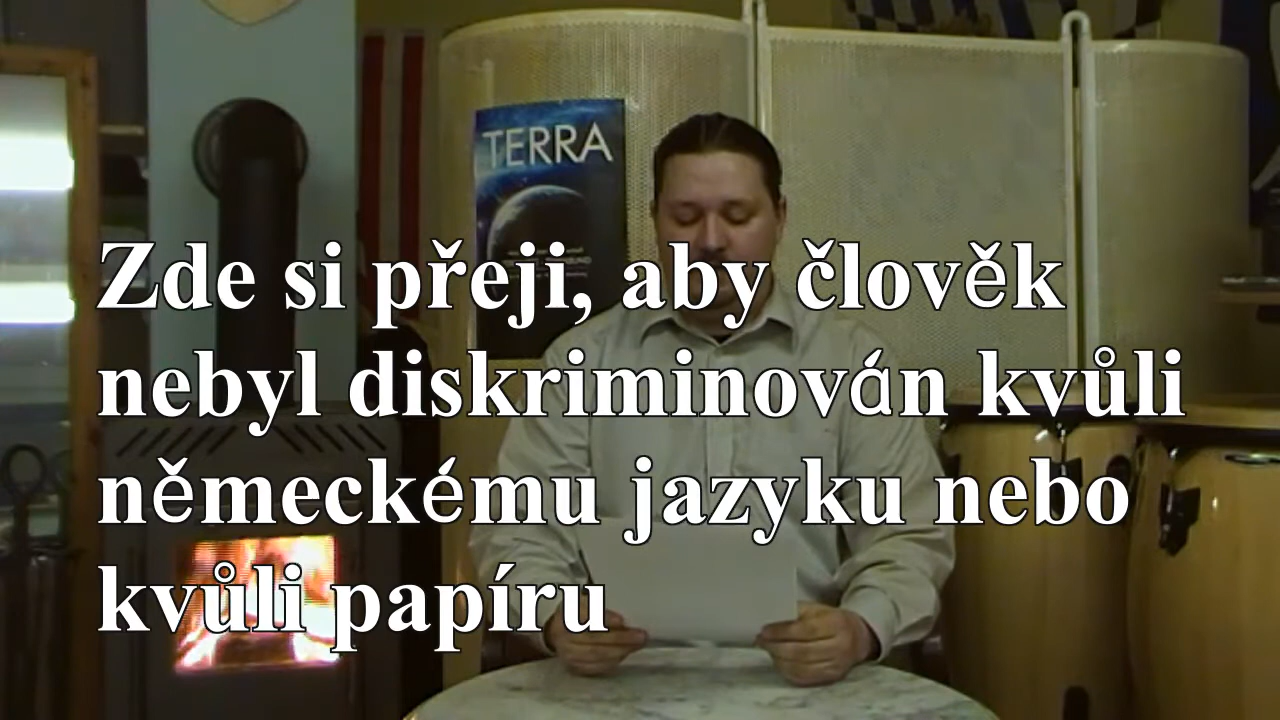 TERRA
Zde si přeji, aby člověk
nebyl diskriminován kvůli
německému jazyku nebo
kvůli papíru